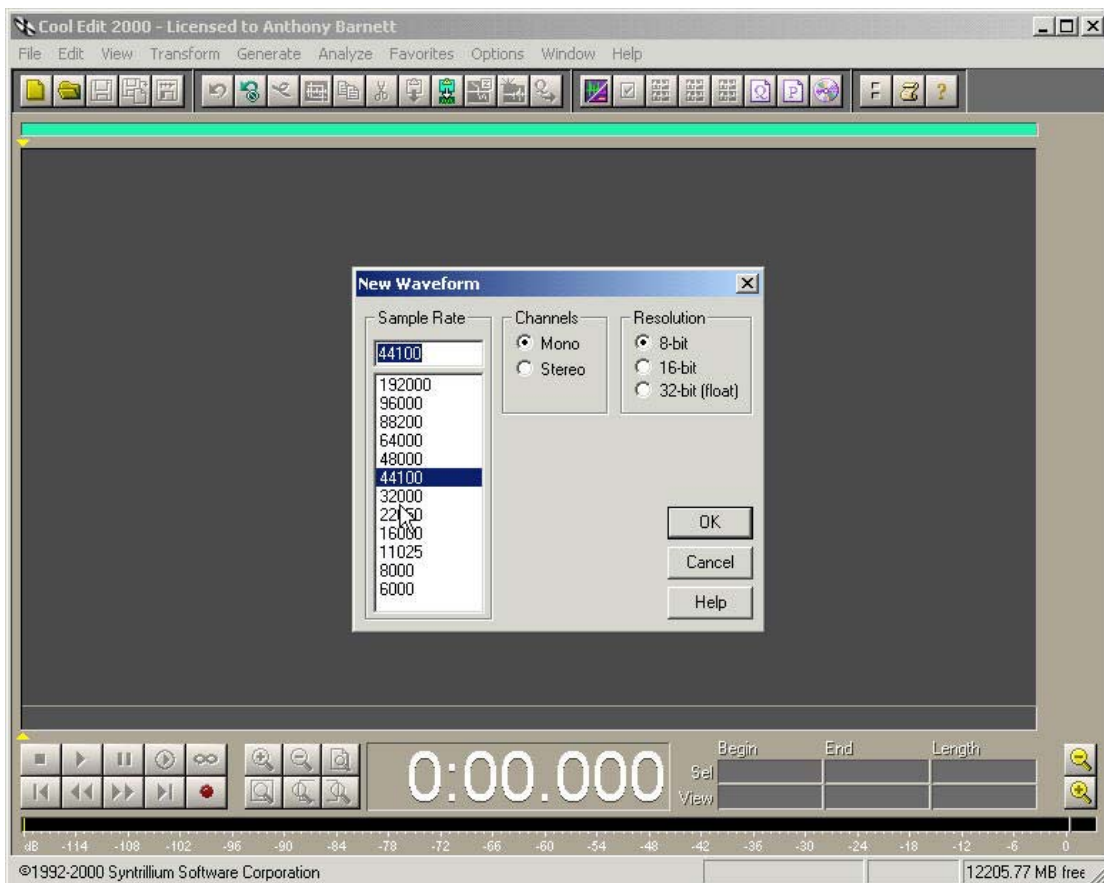 Cool Edit 2000 - Licensed to Anthony Barnett
File Edit View Transform Generate Analyze Favorites Options Window Help
F ?
New Waveform
Sample Rate
44100
192000
96000
88200
64000
48000
44100
32000
16000
11025
8000
6000
Channels
Mono
Stereo
Resolution
8-bit
16-bit
32-bit (float)
OK
Cancel
Help
0:00.000
Begin End Length
Sel
View
dB -114 -108 -102 -96 -90 -84 -78 -72 -66 -60 -54 -48 -42 -36 -30 -24 -18 -12 -6 0
©1992-2000 Syntrillium Software Corporation
12205.77 MB free